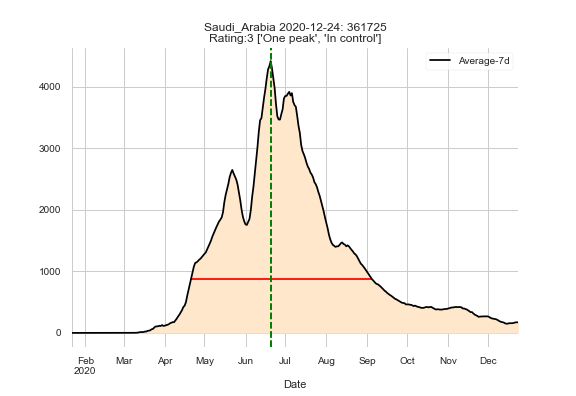 Saudi_Arabia 2020-12-24: 361725
Rating:3 ['One peak', 'In control']
Average-7d
4000
3000
2000
1000
0
Feb Mar Apr May Jun Jul Aug Sep Oct Nov Dec
2020
Date